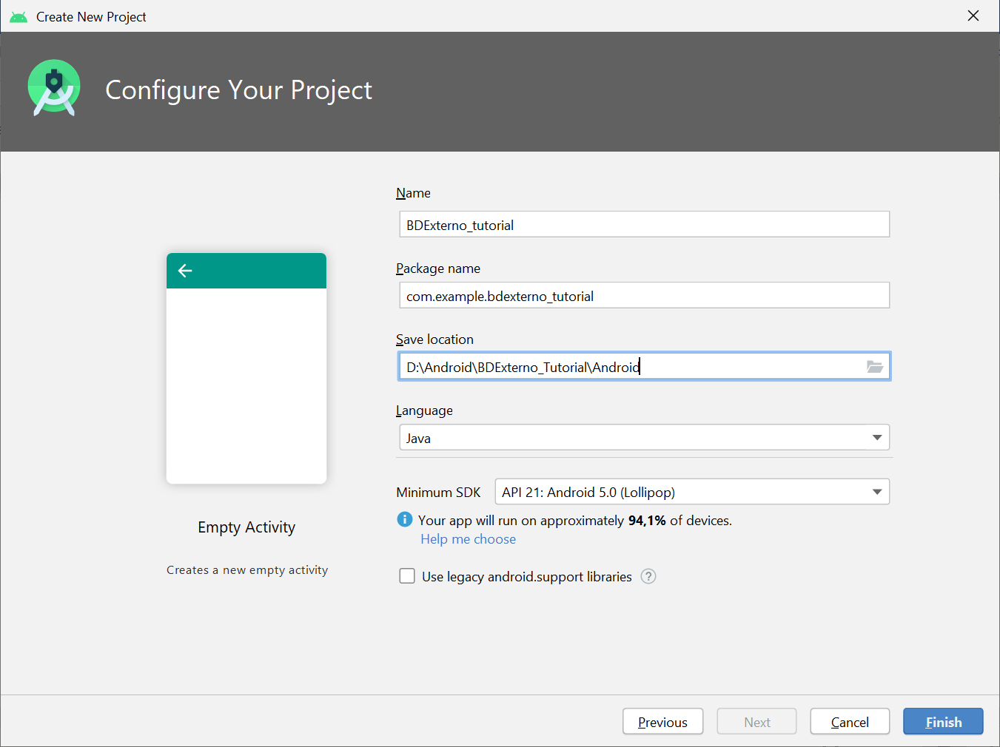 Create New Project
Configure Your Project
Name
BDExterno_tutorial
Package name
com.example.bdexterno_tutorial
Save location
D:\Android\BDExterno_Tutorial\Android
Language
Java
Minimum SDK API 21: Android 5.0 (Lollipop)
Your app will run on approximately 94,1% of devices.
Help me choose
Use legacy android.support libraries ?
Empty Activity
Creates a new empty activity
Previous Next Cancel Finish